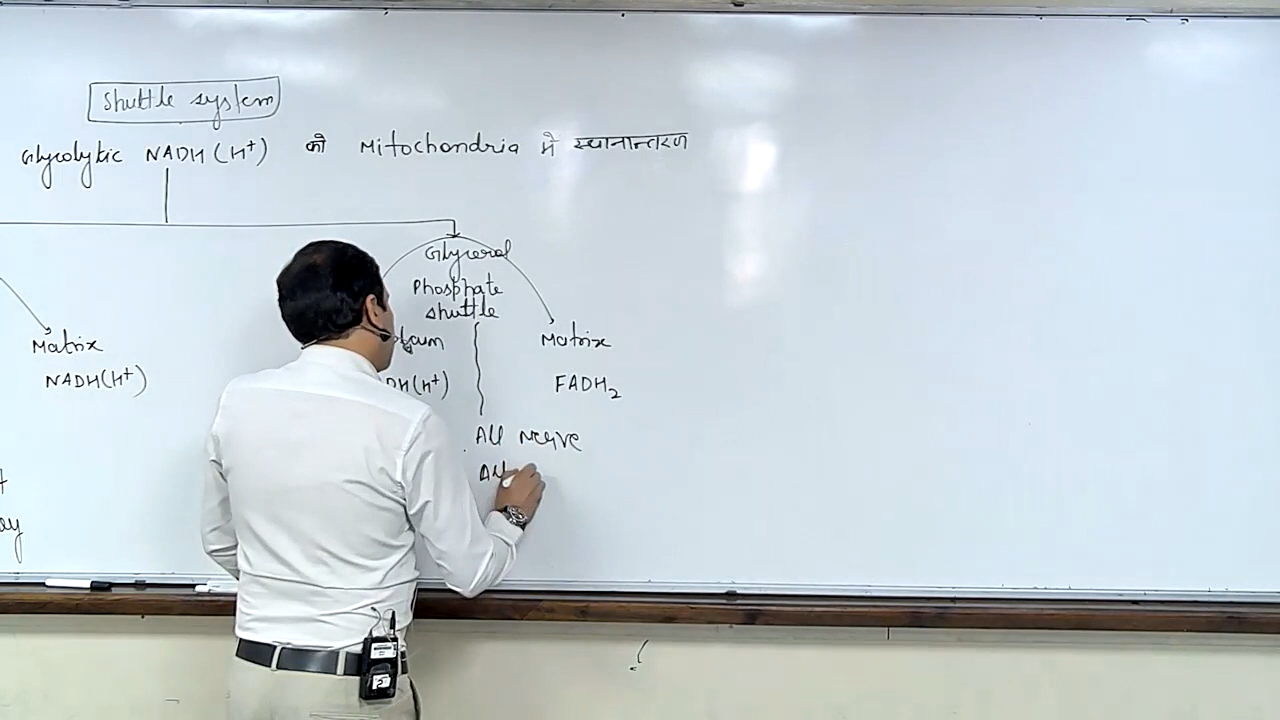 Shuttle system
Glycolytic NADH(H⁺) को Mitochondria में स्थानान्तरण
Glycerol
Phosphate
shuttle
Matrix
NADH(H⁺)
Matrix
FADH₂
All nerve